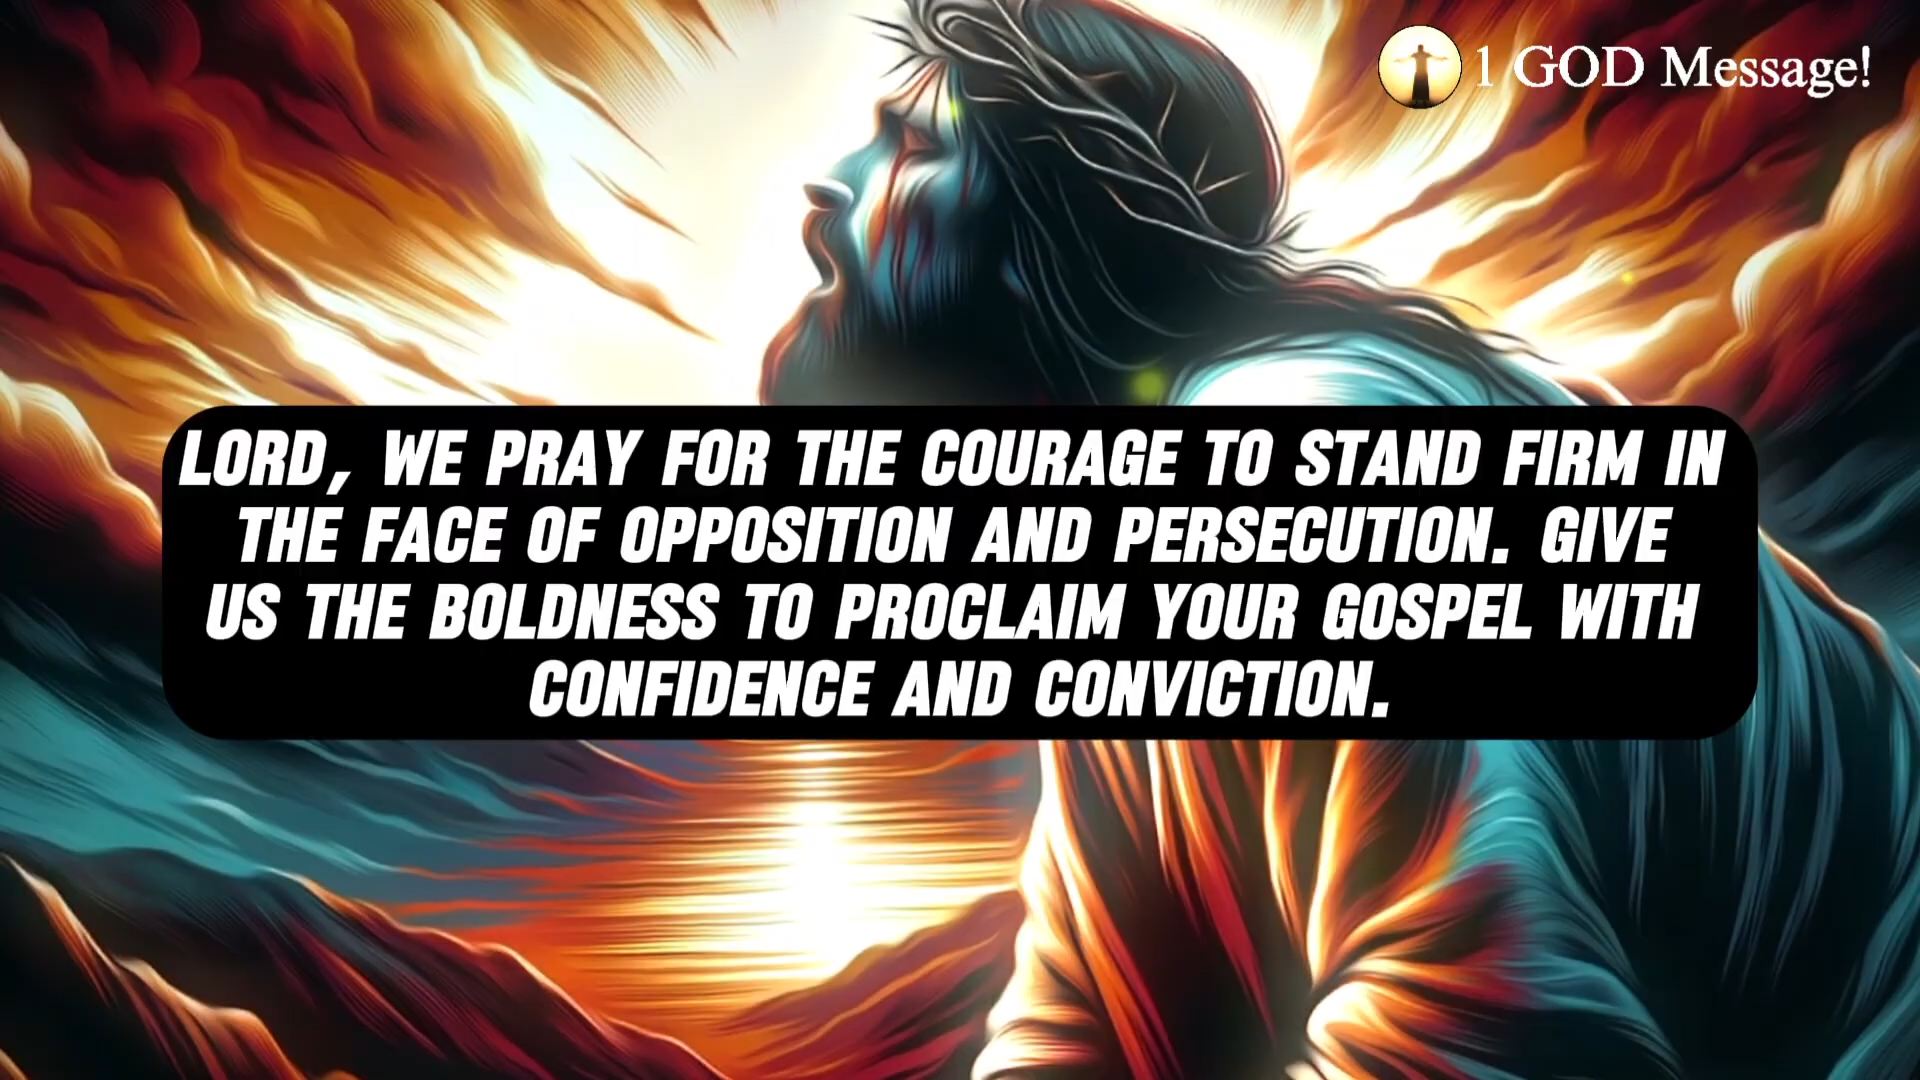 1 GOD Message!
LORD, WE PRAY FOR THE COURAGE TO STAND FIRM IN
THE FACE OF OPPOSITION AND PERSECUTION. GIVE
US THE BOLDNESS TO PROCLAIM YOUR GOSPEL WITH
CONFIDENCE AND CONVICTION.